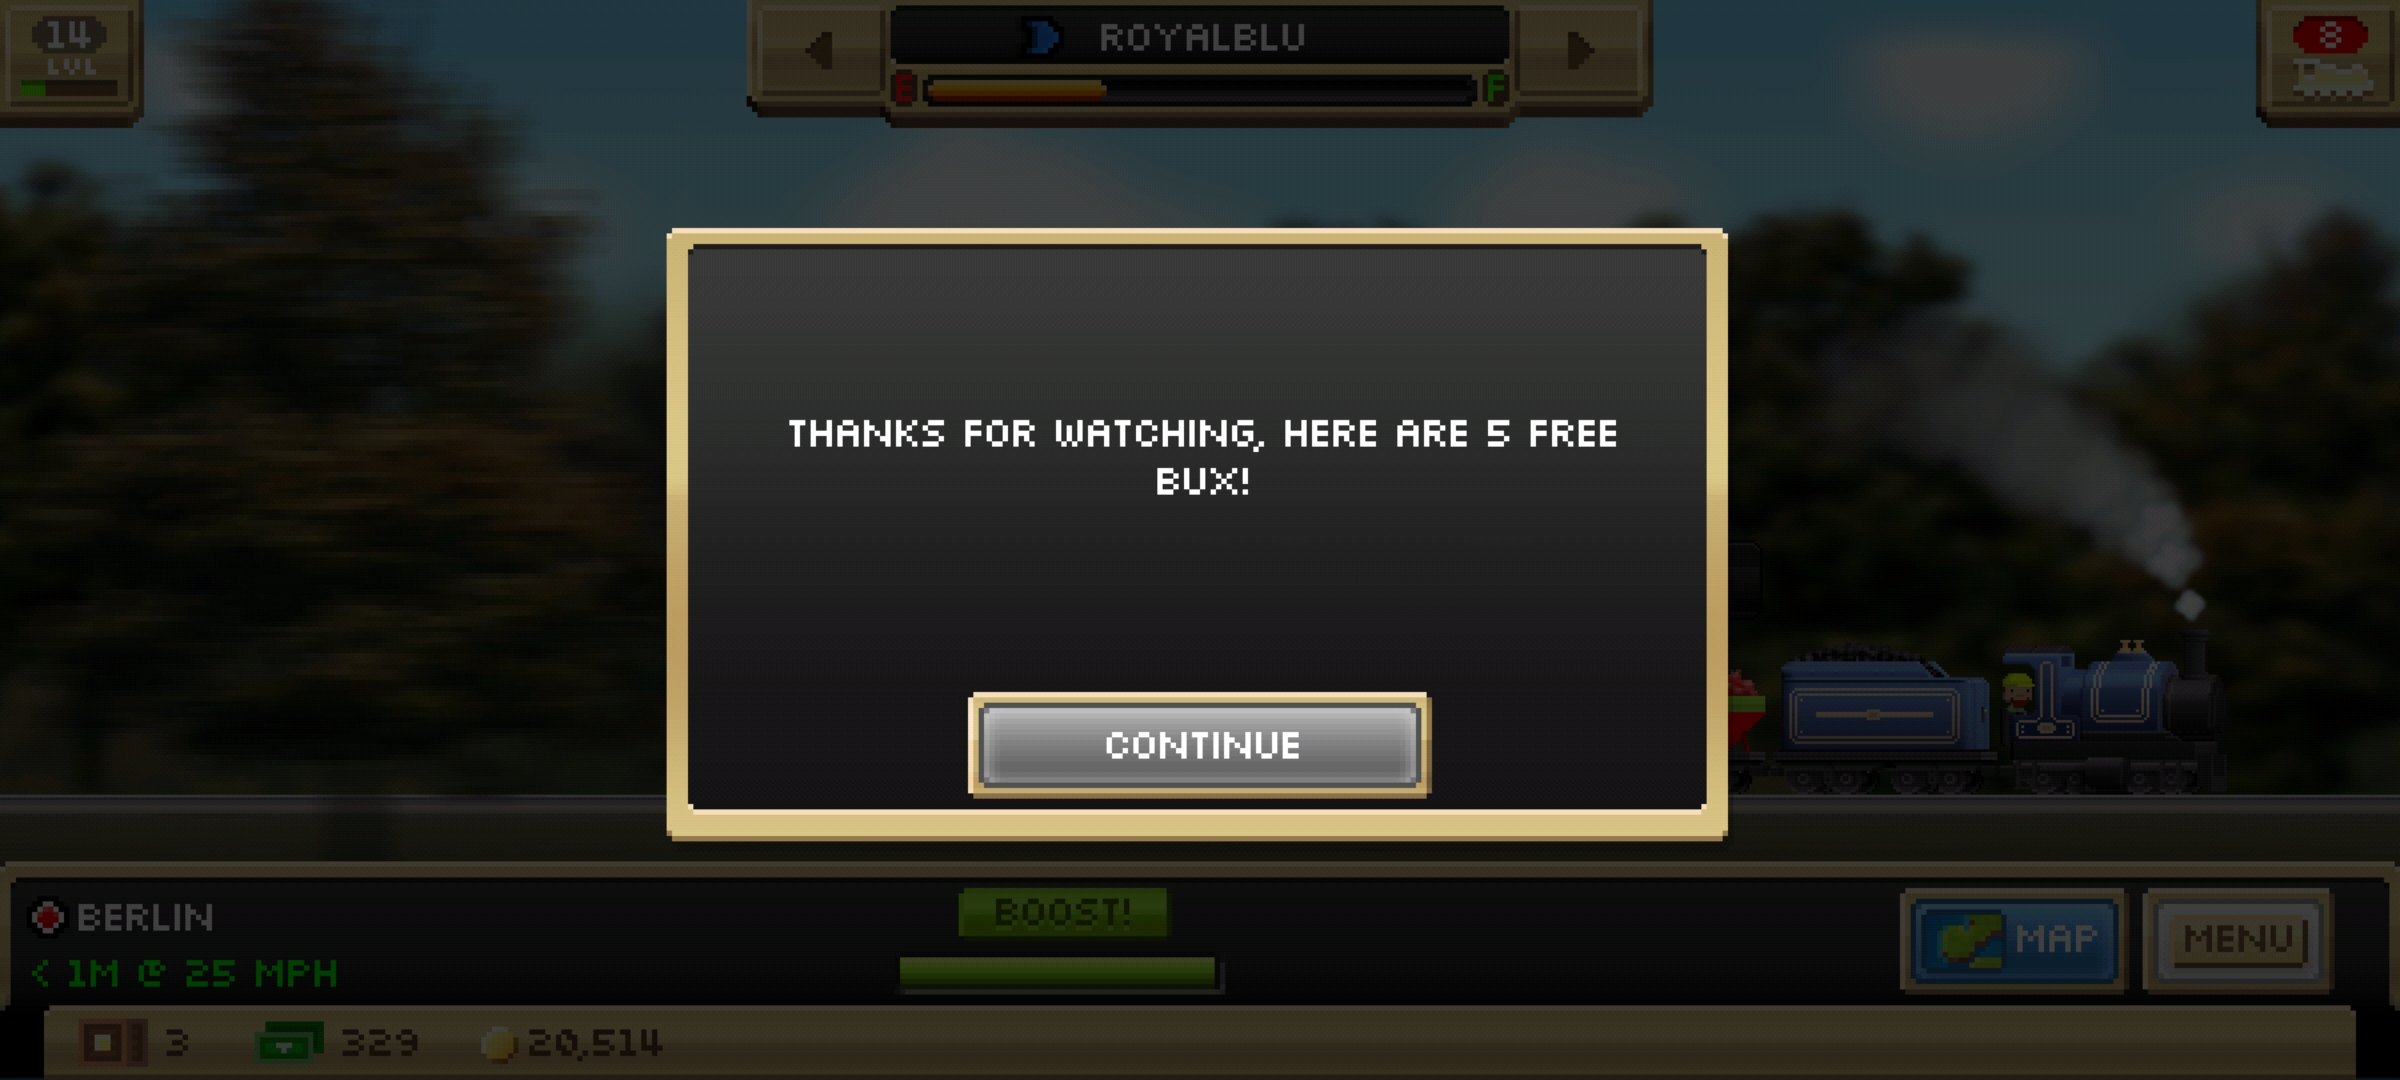 14
LVL
ROYALBLU
E
F
8
THANKS FOR WATCHING, HERE ARE 5 FREE
BUX!
CONTINUE
BERLIN
< 1M @ 25 MPH
BOOST!
MAP
MENU
3
329
20,514